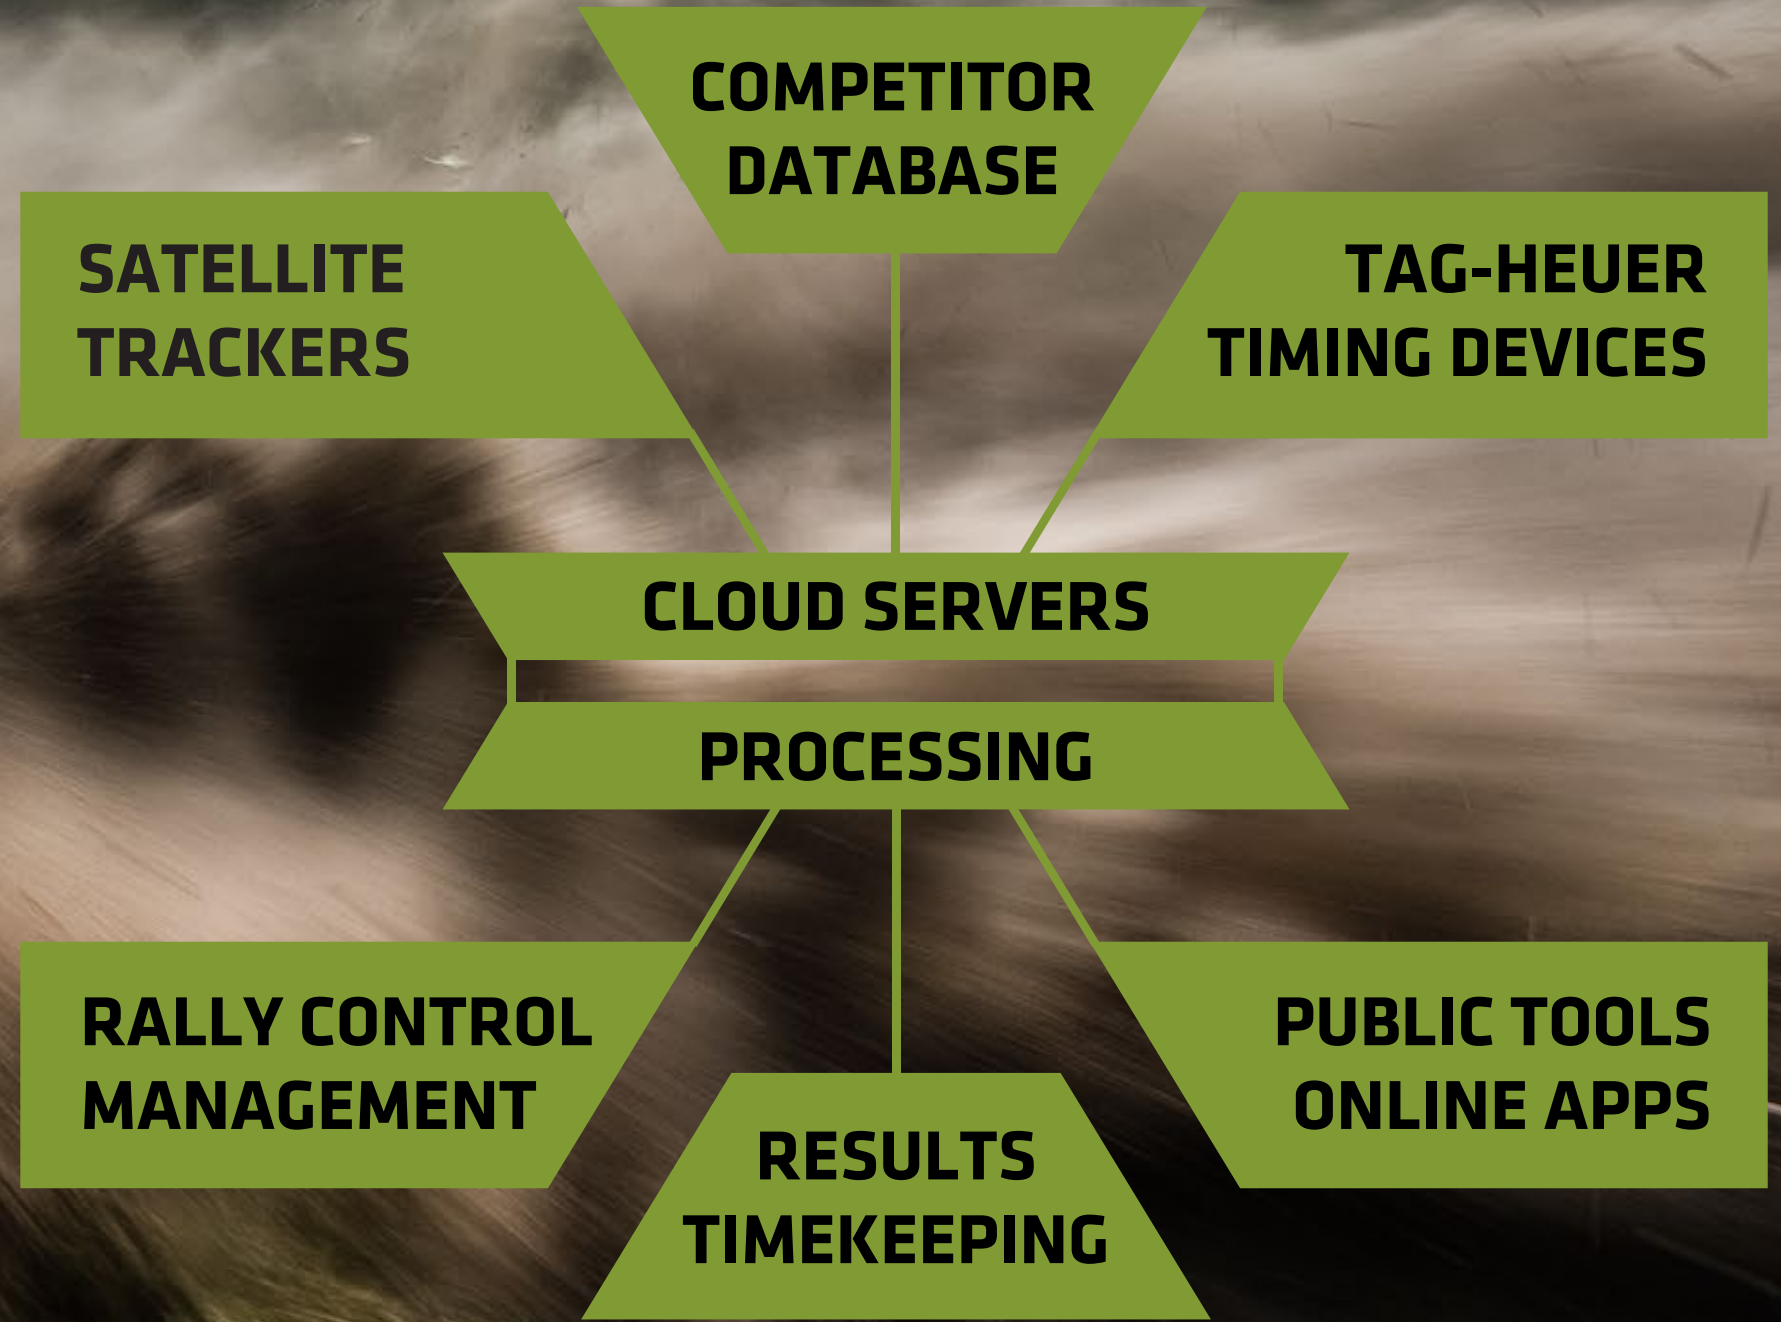 COMPETITOR
DATABASE
SATELLITE
TRACKERS
TAG-HEUER
TIMING DEVICES
CLOUD SERVERS
PROCESSING
RALLY CONTROL
MANAGEMENT
PUBLIC TOOLS
ONLINE APPS
RESULTS
TIMEKEEPING